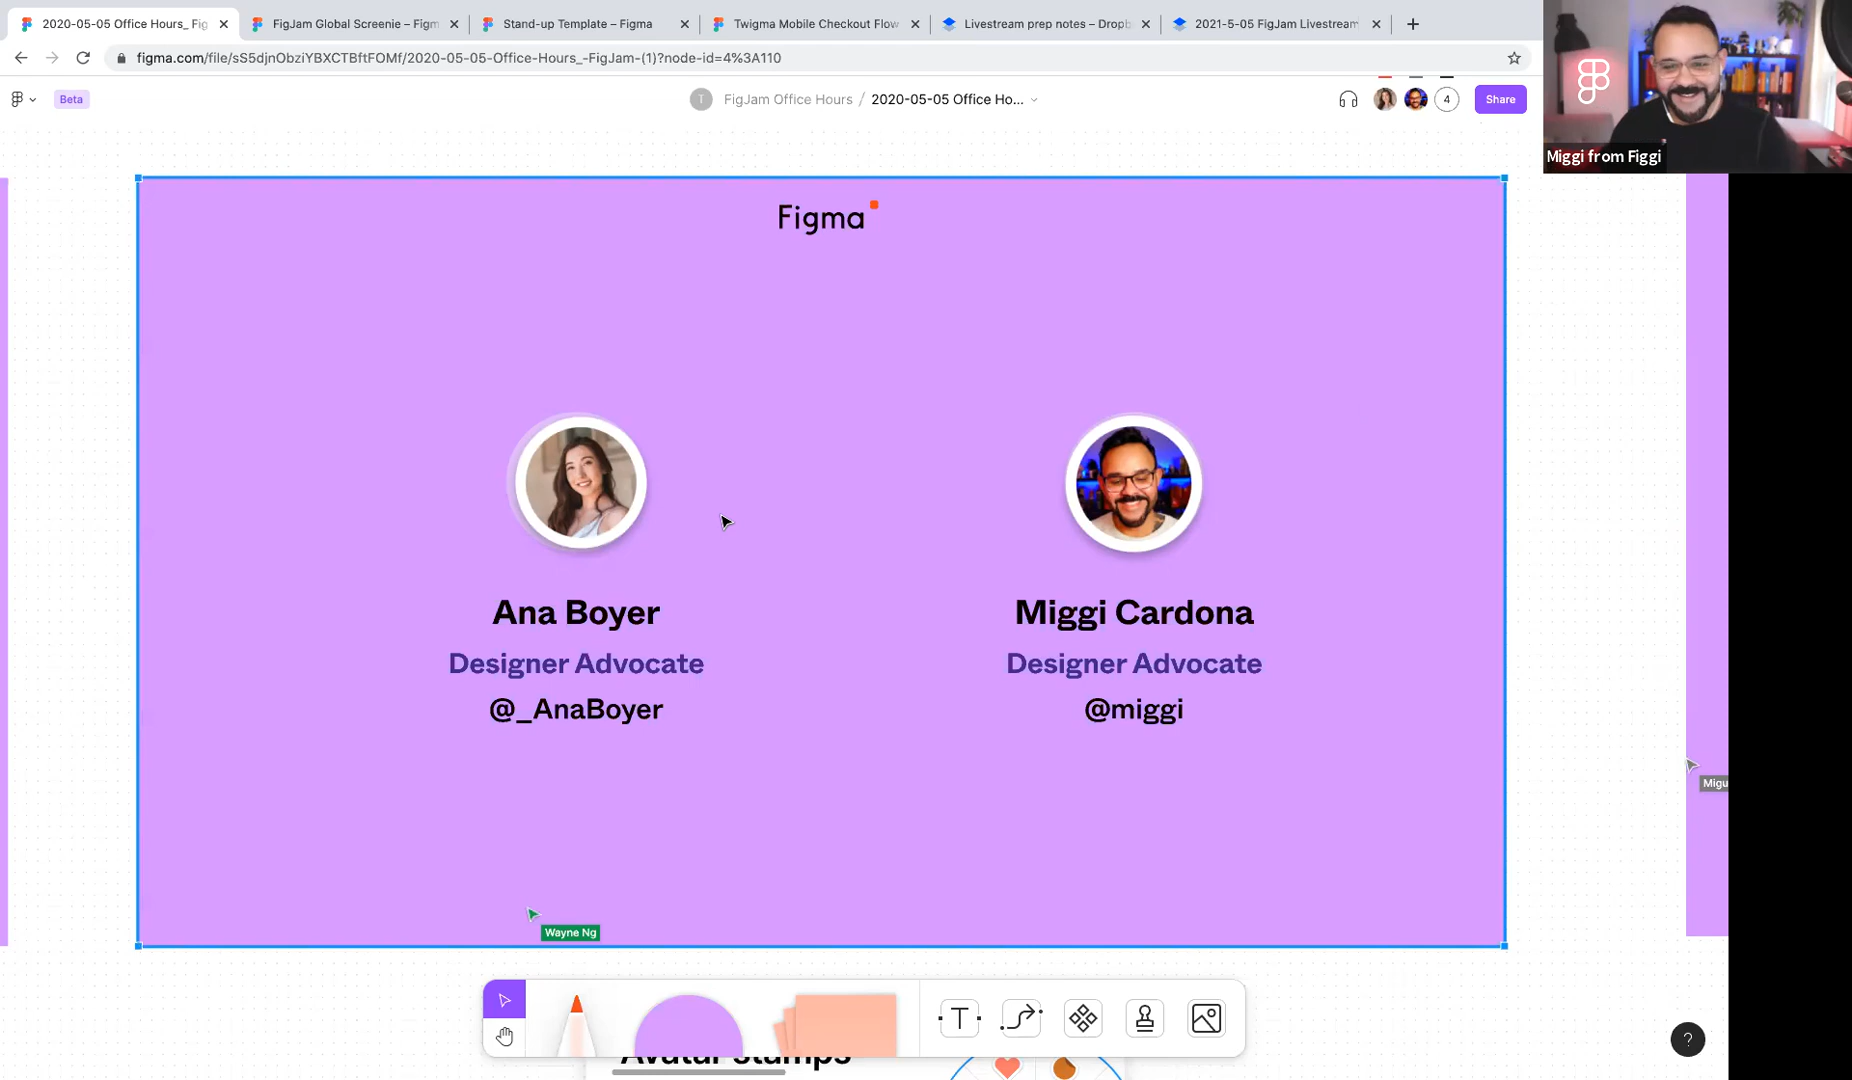 2020-05-05 Office Hours_ Fig
FigJam Global Screenie – Figm
Stand-up Template – Figma
Twigma Mobile Checkout Flow
Livestream prep notes – Dropb
2021-5-05 FigJam Livestream
figma.com/file/sS5djnObziYBXCTBftFOMf/2020-05-05-Office-Hours_-FigJam-(1)?node-id=4%3A110
Beta
T FigJam Office Hours / 2020-05-05 Office Ho...
4
Share
Miggi from Figgi
Figma
Ana Boyer
Designer Advocate
@_AnaBoyer
Miggi Cardona
Designer Advocate
@miggi
Migu
Wayne Ng
T
Avatar stamps
?